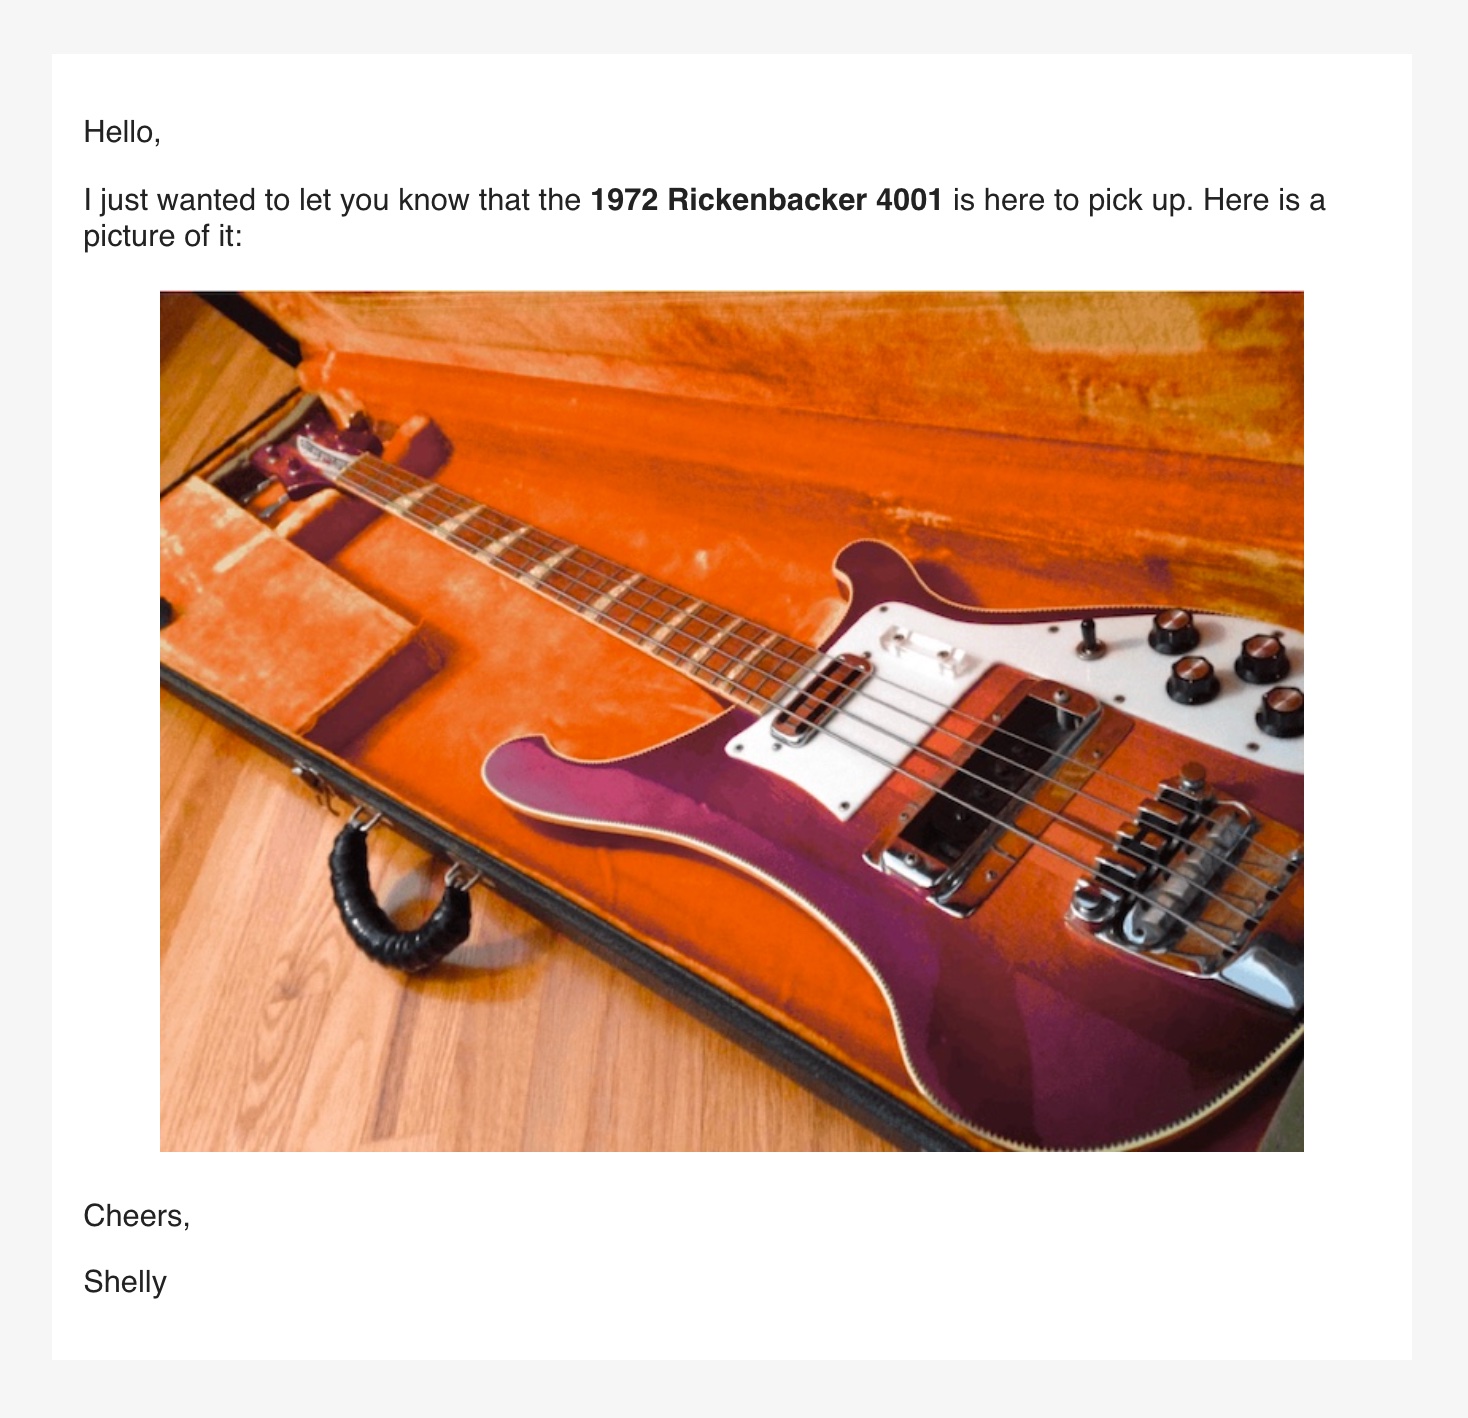 Hello,
I just wanted to let you know that the 1972 Rickenbacker 4001 is here to pick up. Here is a
picture of it:
Cheers,
Shelly